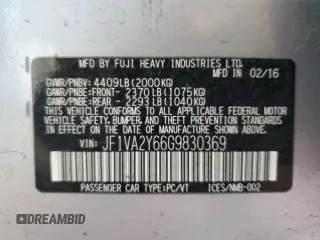 MFD BY FUJI HEAVY INDUSTRIES LTD.
02/16
GVWR/PNBV: 4409LB (2000KG)
GAWR/PNBE:FRONT- 2370LB (1075KG)
GAWR/PNBE:REAR - 2293LB (1040KG)
THIS VEHICLE CONFORMS TO ALL APPLICABLE
FEDERAL MOTOR VEHICLE SAFETY, BUMPER,
AND THEFT PREVENTION STANDARDS IN EFFECT
ON THE DATE OF MANUFACTURE SHOWN ABOVE.
VIN: JF1VA2Y66G9830369
PASSENGER CAR TYPE:PC/VT ICES/NMB-002
DREAMBID